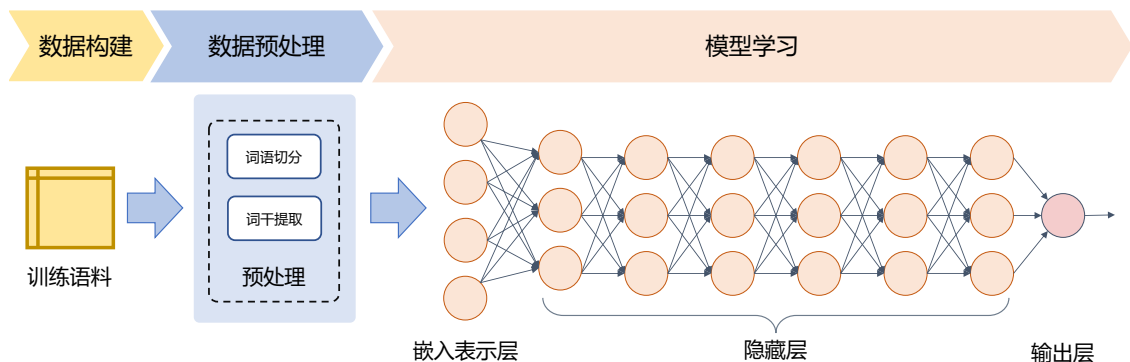 数据构建
数据预处理
模型学习
词语切分
词干提取
预处理
训练语料
嵌入表示层
隐藏层
输出层